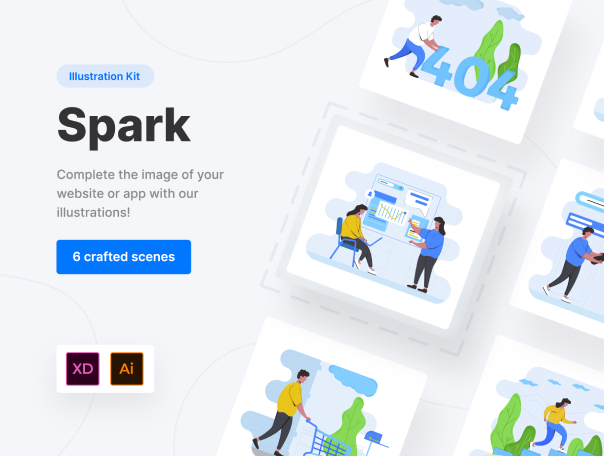 Illustration Kit
Spark
Complete the image of your
website or app with our
illustrations!
6 crafted scenes
XD
Ai
404